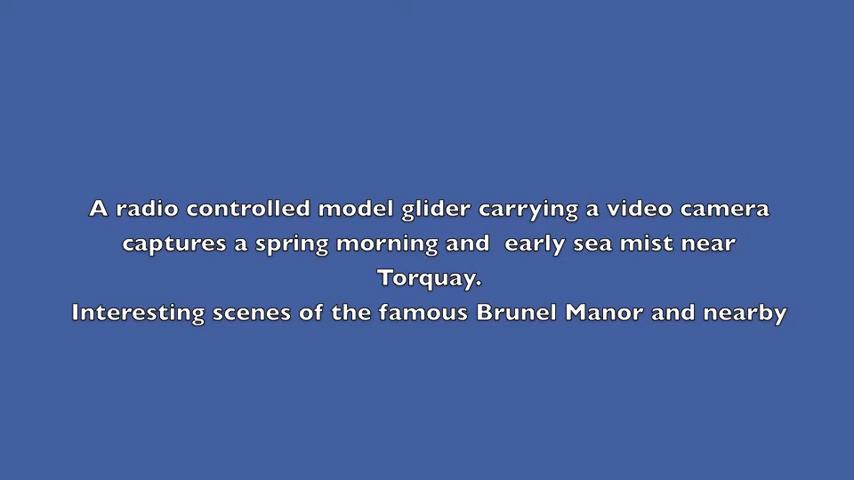 A radio controlled model glider carrying a video camera
captures a spring morning and  early sea mist near
Torquay.
Interesting scenes of the famous Brunel Manor and nearby